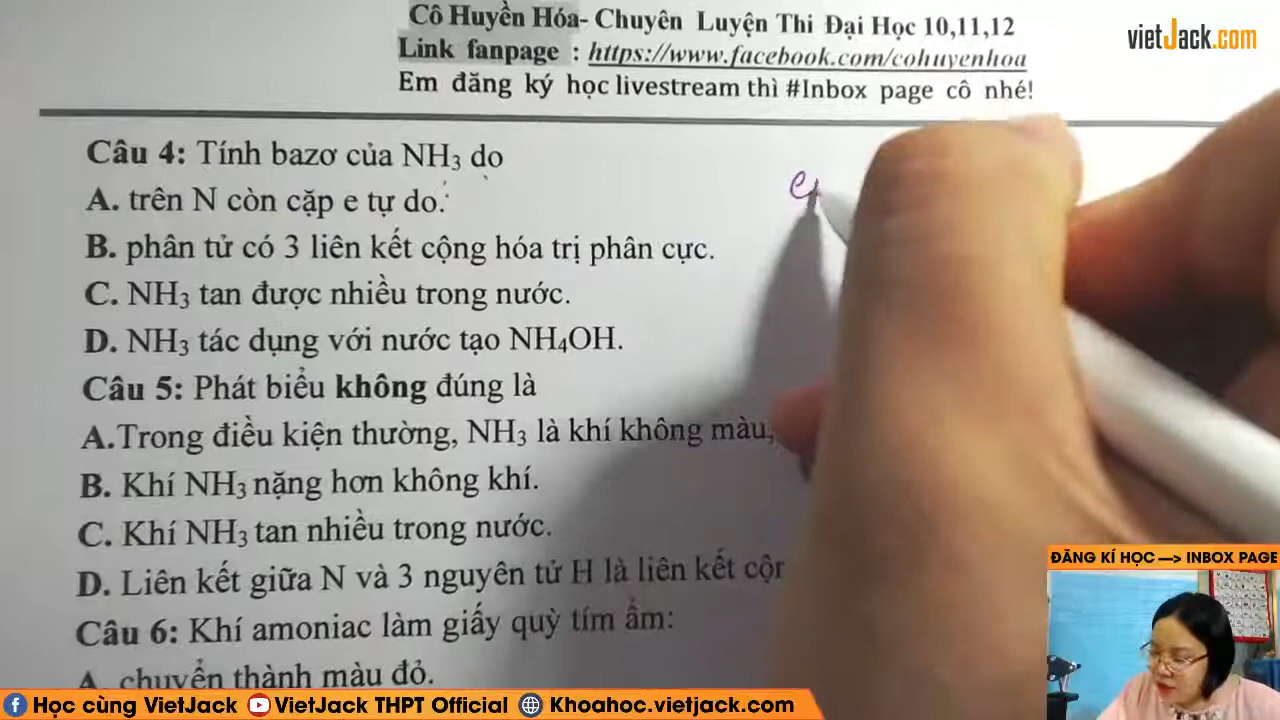 Cô Huyền Hóa- Chuyên Luyện Thi Đại Học 10,11,12
Link fanpage : https://www.facebook.com/cohuyenhoa
Em đăng ký học livestream thì #Inbox page cô nhé!
vietJack.com
Câu 4: Tính bazơ của NH₃ do
A. trên N còn cặp e tự do.
B. phân tử có 3 liên kết cộng hóa trị phân cực.
C. NH₃ tan được nhiều trong nước.
D. NH₃ tác dụng với nước tạo NH₄OH.
Câu 5: Phát biểu không đúng là
A.Trong điều kiện thường, NH₃ là khí không màu,
B. Khí NH₃ nặng hơn không khí.
C. Khí NH₃ tan nhiều trong nước.
D. Liên kết giữa N và 3 nguyên tử H là liên kết
Câu 6: Khí amoniac làm giấy quỳ tím ẩm:
A. chuyển thành màu đỏ.
ĐĂNG KÍ HỌC —> INBOX PAGE
Học cùng VietJack VietJack THPT Official Khoahoc.vietjack.com